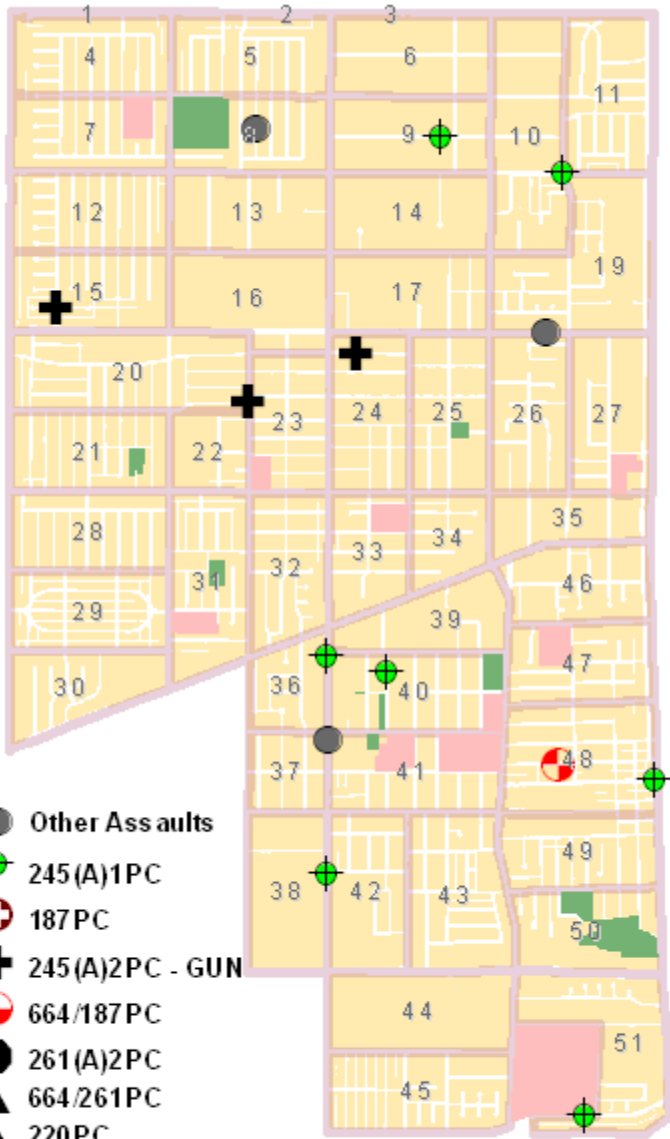 1 2 3
4 5 6
11
7 8 9 10
12 13 14
19
15 16 17
20
23 24 25 26 27
21 22
28 32 33 34 35
29 31 46
39
30 36 40 47
37 41 48
38 42 43 49
50
44
51
45
Other Assaults
245(A)1PC
187PC
245(A)2PC - GUN
664/187PC
261(A)2PC
664/261PC
220PC